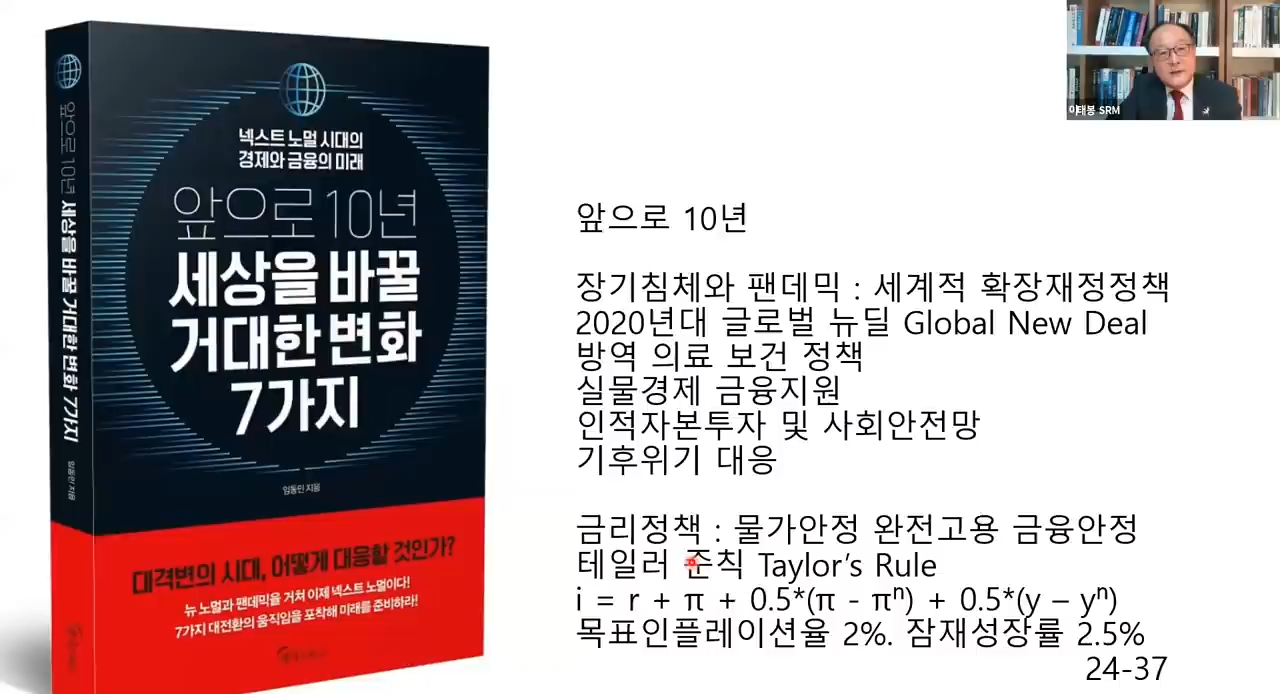 앞으로 10년 세상을 바꿀 거대한 변화 7가지
임동민 지음
넥스트 노멀 시대의
경제와 금융의 미래
앞으로 10년
세상을 바꿀
거대한 변화
7가지
임동민 지음
대격변의 시대, 어떻게 대응할 것인가?
뉴 노멀과 팬데믹을 거쳐 이제 넥스트 노멀이다!
7가지 대전환의 움직임을 포착해 미래를 준비하라!
이태봉 SRM
앞으로 10년
장기침체와 팬데믹 : 세계적 확장재정정책
2020년대 글로벌 뉴딜 Global New Deal
방역 의료 보건 정책
실물경제 금융지원
인적자본투자 및 사회안전망
기후위기 대응
금리정책 : 물가안정 완전고용 금융안정
테일러 준칙 Taylor’s Rule
i = r + π + 0.5*(π - πⁿ) + 0.5*(y – yⁿ)
목표인플레이션율 2%. 잠재성장률 2.5%
24-37